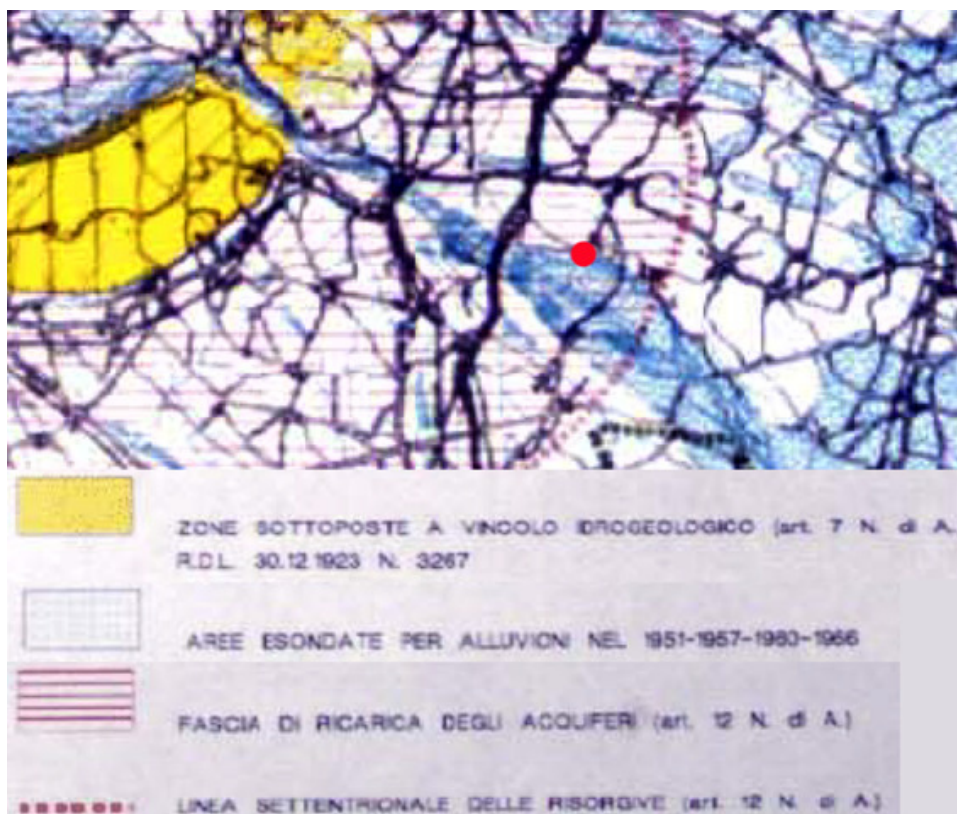 ZONE SOTTOPOSTE A VINCOLO IDROGEOLOGICO (art. 7 N. di A.
R.D.L. 30.12.1923 N. 3267
AREE ESONDATE PER ALLUVIONI NEL 1951-1957-1960-1966
FASCIA DI RICARICA DEGLI ACQUIFERI (art. 12 N. di A.)
LINEA SETTENTRIONALE DELLE RISORGIVE (art. 12 N. di A.)